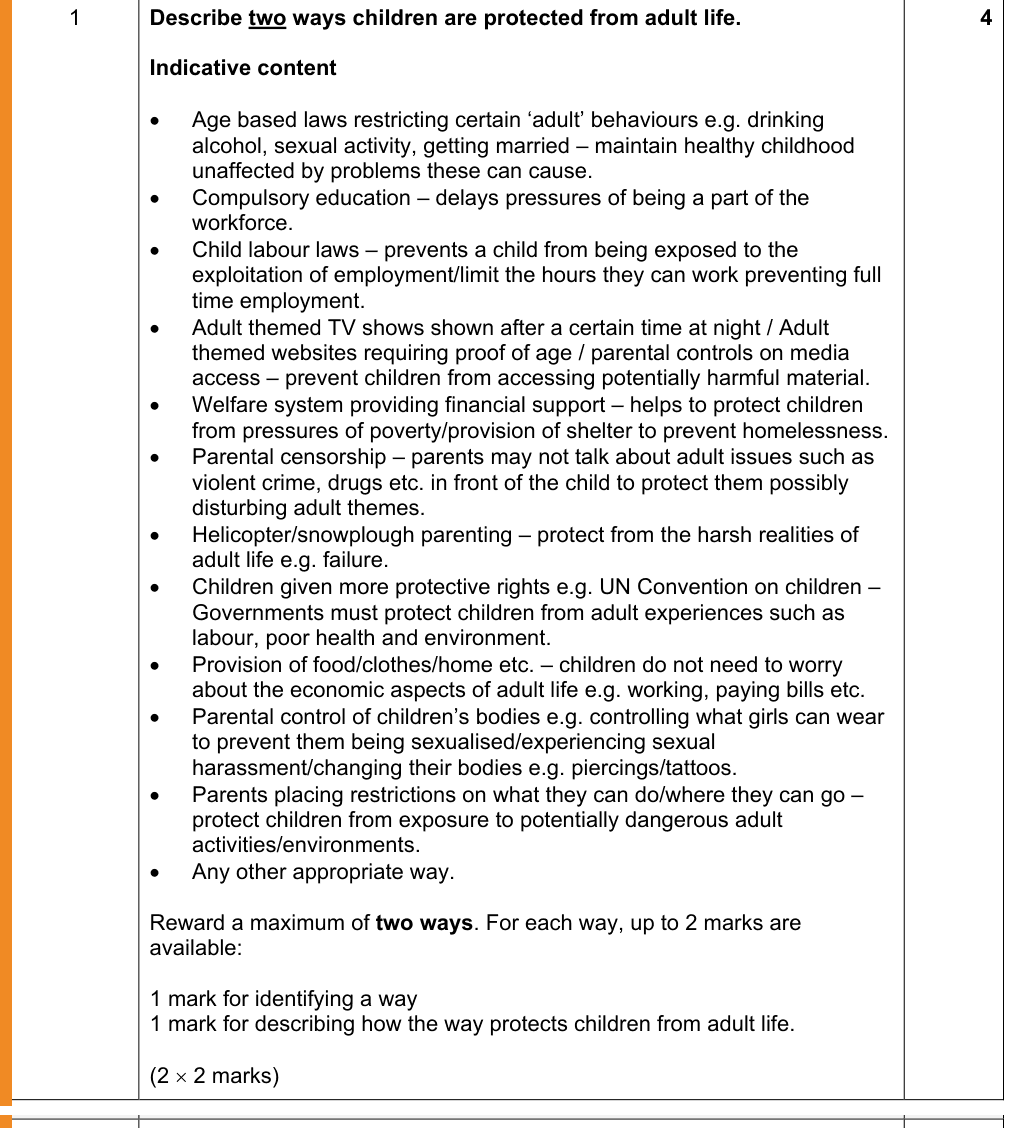 1
Describe two ways children are protected from adult life.
4
Indicative content
• Age based laws restricting certain ‘adult’ behaviours e.g. drinking
alcohol, sexual activity, getting married – maintain healthy childhood
unaffected by problems these can cause.
• Compulsory education – delays pressures of being a part of the
workforce.
• Child labour laws – prevents a child from being exposed to the
exploitation of employment/limit the hours they can work preventing full
time employment.
• Adult themed TV shows shown after a certain time at night / Adult
themed websites requiring proof of age / parental controls on media
access – prevent children from accessing potentially harmful material.
• Welfare system providing financial support – helps to protect children
from pressures of poverty/provision of shelter to prevent homelessness.
• Parental censorship – parents may not talk about adult issues such as
violent crime, drugs etc. in front of the child to protect them possibly
disturbing adult themes.
• Helicopter/snowplough parenting – protect from the harsh realities of
adult life e.g. failure.
• Children given more protective rights e.g. UN Convention on children –
Governments must protect children from adult experiences such as
labour, poor health and environment.
• Provision of food/clothes/home etc. – children do not need to worry
about the economic aspects of adult life e.g. working, paying bills etc.
• Parental control of children’s bodies e.g. controlling what girls can wear
to prevent them being sexualised/experiencing sexual
harassment/changing their bodies e.g. piercings/tattoos.
• Parents placing restrictions on what they can do/where they can go –
protect children from exposure to potentially dangerous adult
activities/environments.
• Any other appropriate way.
Reward a maximum of two ways. For each way, up to 2 marks are
available:
1 mark for identifying a way
1 mark for describing how the way protects children from adult life.
(2 × 2 marks)